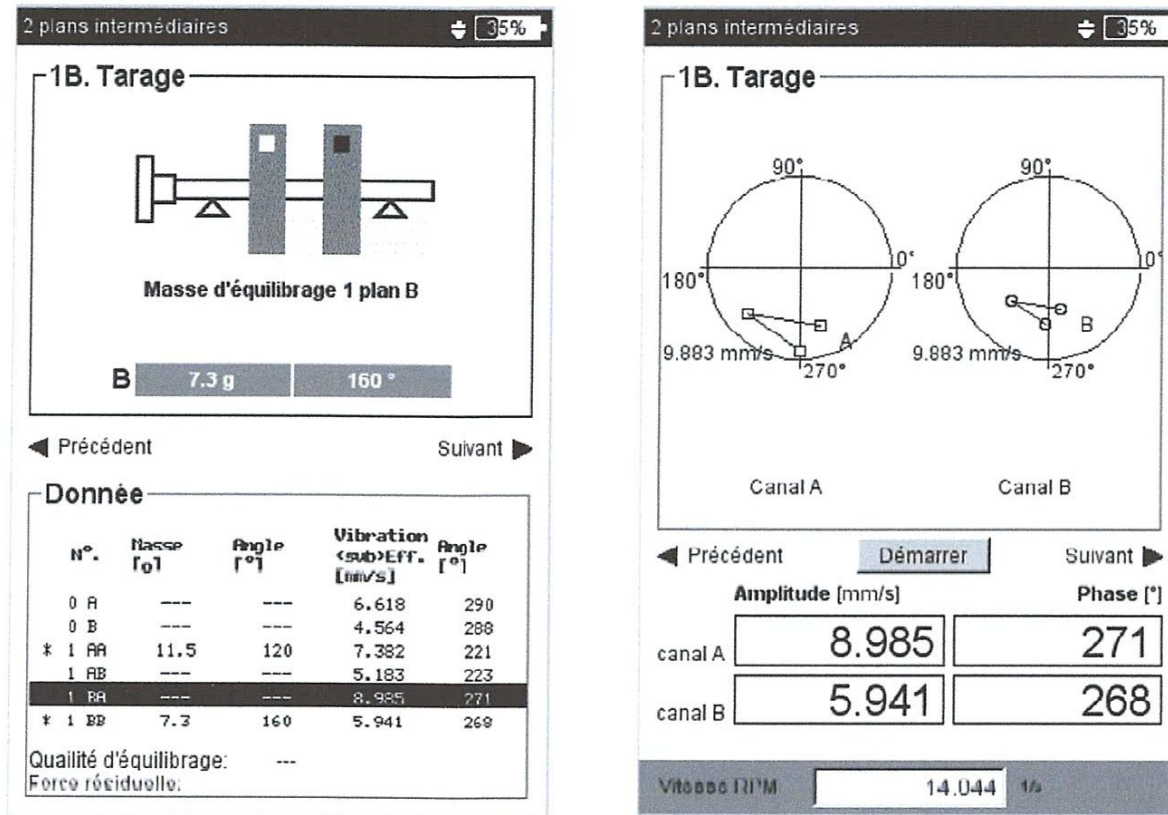 2 plans intermédiaires 35%
1B. Tarage
Masse d'équilibrage 1 plan B
B 7.3 g 160 °
Précédent Suivant
Donnée
N°. Masse [g] Angle [°] Vibration <sub>Eff. [mm/s] Angle [°]
0 A --- --- 6.618 290
0 B --- --- 4.564 288
* 1 AA 11.5 120 7.382 221
1 AB --- --- 5.183 223
1 BA --- --- 8.985 271
* 1 BB 7.3 160 5.941 268
Quailité d'équilibrage: ---
Force résiduelle:
2 plans intermédiaires 35%
1B. Tarage
90° 90°
0° 0°
180° 180°
A B
9.883 mm/s 9.883 mm/s
270° 270°
Canal A Canal B
Précédent Démarrer Suivant
Amplitude [mm/s] Phase [°]
canal A 8.985 271
canal B 5.941 268
Vitesse RPM 14.044 1/s